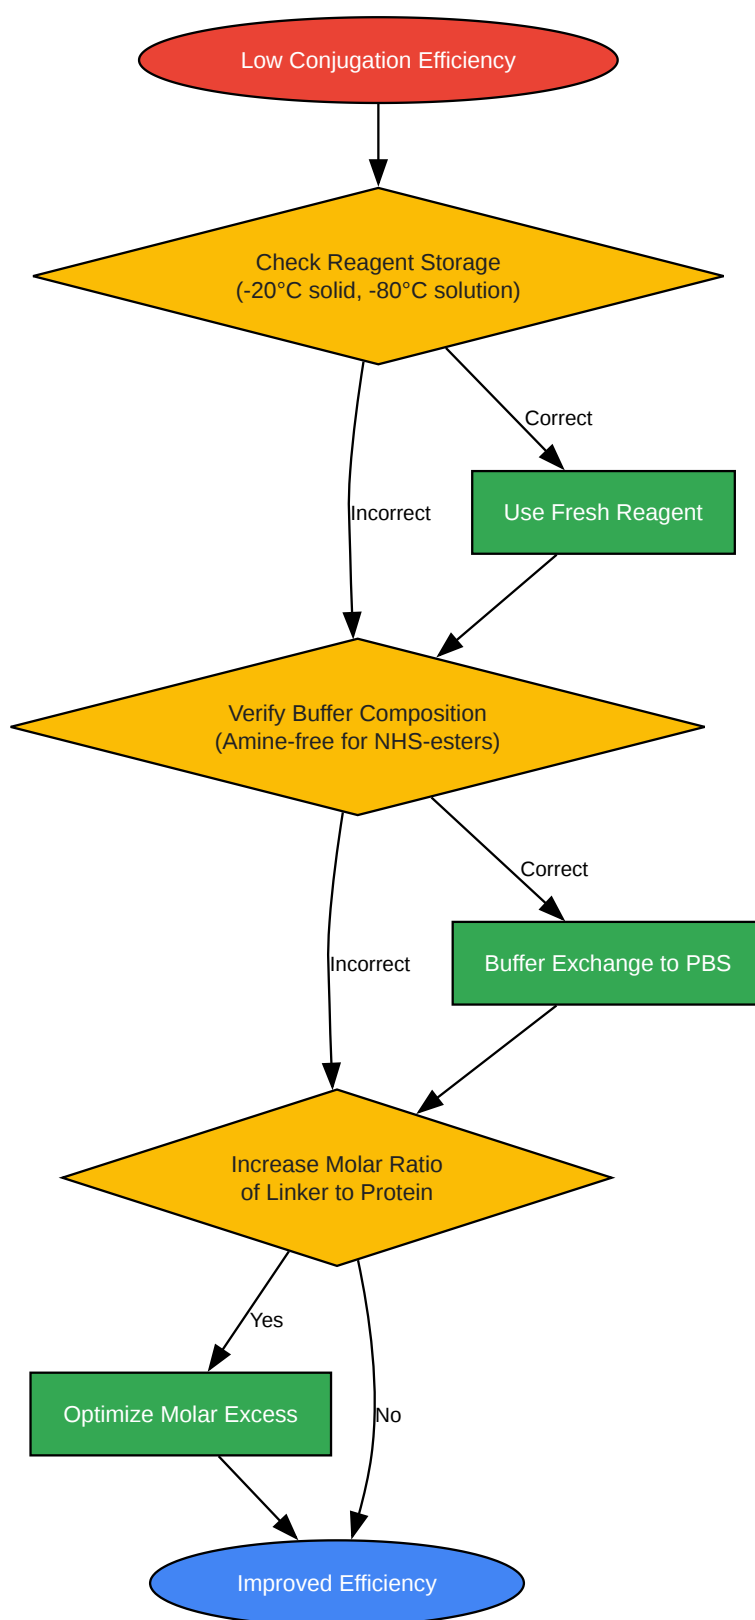 Low Conjugation Efficiency
Check Reagent Storage
(-20°C solid, -80°C solution)
Correct
Incorrect
Use Fresh Reagent
Verify Buffer Composition
(Amine-free for NHS-esters)
Correct
Incorrect
Buffer Exchange to PBS
Increase Molar Ratio
of Linker to Protein
Yes
Optimize Molar Excess
No
Improved Efficiency